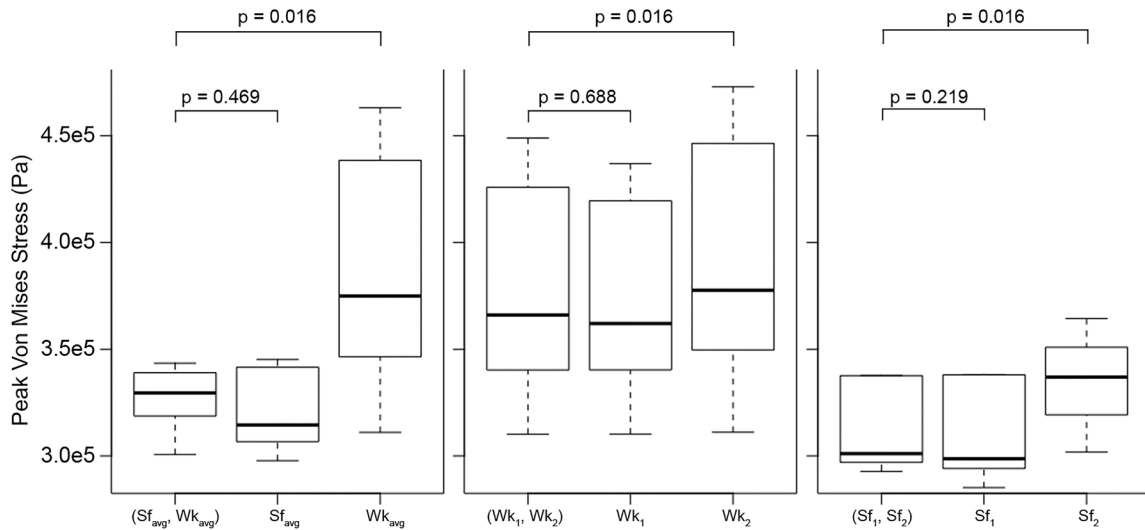 p = 0.016
p = 0.016
p = 0.016
p = 0.469
p = 0.688
p = 0.219
Peak Von Mises Stress (Pa)
4.5e5
4.0e5
3.5e5
3.0e5
(Sf_avg, Wk_avg) Sf_avg Wk_avg
(Wk_1, Wk_2) Wk_1 Wk_2
(Sf_1, Sf_2) Sf_1 Sf_2